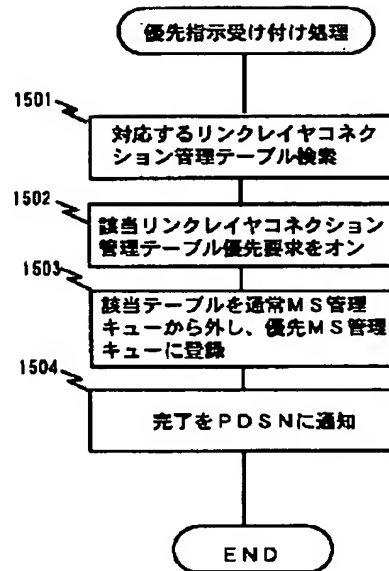 優先指示受け付け処理
1501
対応するリンクレイヤコネク
ション管理テーブル検索
1502
該当リンクレイヤコネクション
管理テーブル優先要求をオン
1503
該当テーブルを通常MS管理
キューから外し、優先MS管理
キューに登録
1504
完了をPDSNに通知
END